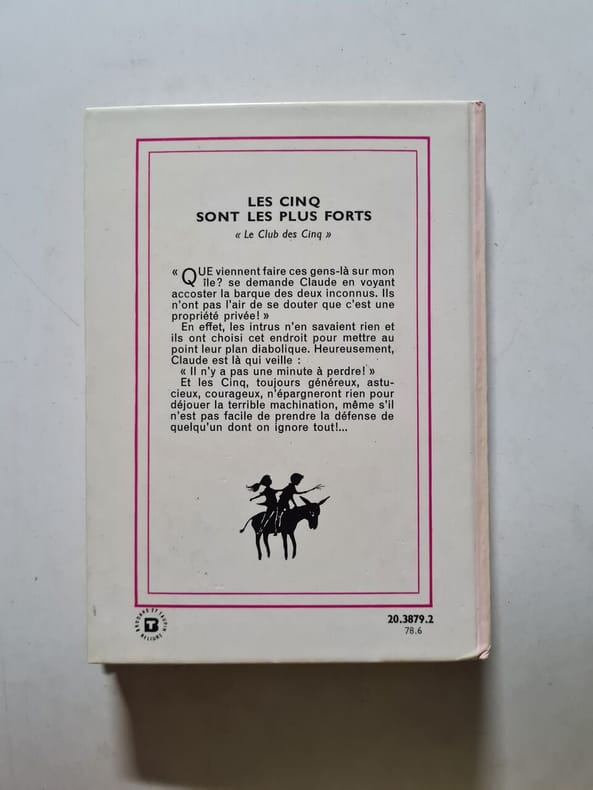 LES CINQ
SONT LES PLUS FORTS
« Le Club des Cinq »
« QUE viennent faire ces gens-là sur mon
île? se demande Claude en voyant
accoster la barque des deux inconnus. Ils
n'ont pas l'air de se douter que c'est une
propriété privée! »
En effet, les intrus n'en savaient rien et
ils ont choisi cet endroit pour mettre au
point leur plan diabolique. Heureusement,
Claude est là qui veille :
« Il n'y a pas une minute à perdre! »
Et les Cinq, toujours généreux, astu-
cieux, courageux, n'épargneront rien pour
déjouer la terrible machination, même s'il
n'est pas facile de prendre la défense de
quelqu'un dont on ignore tout!...
BRODARD ET TAUPIN
RELIURE
20.3879.2
78.6